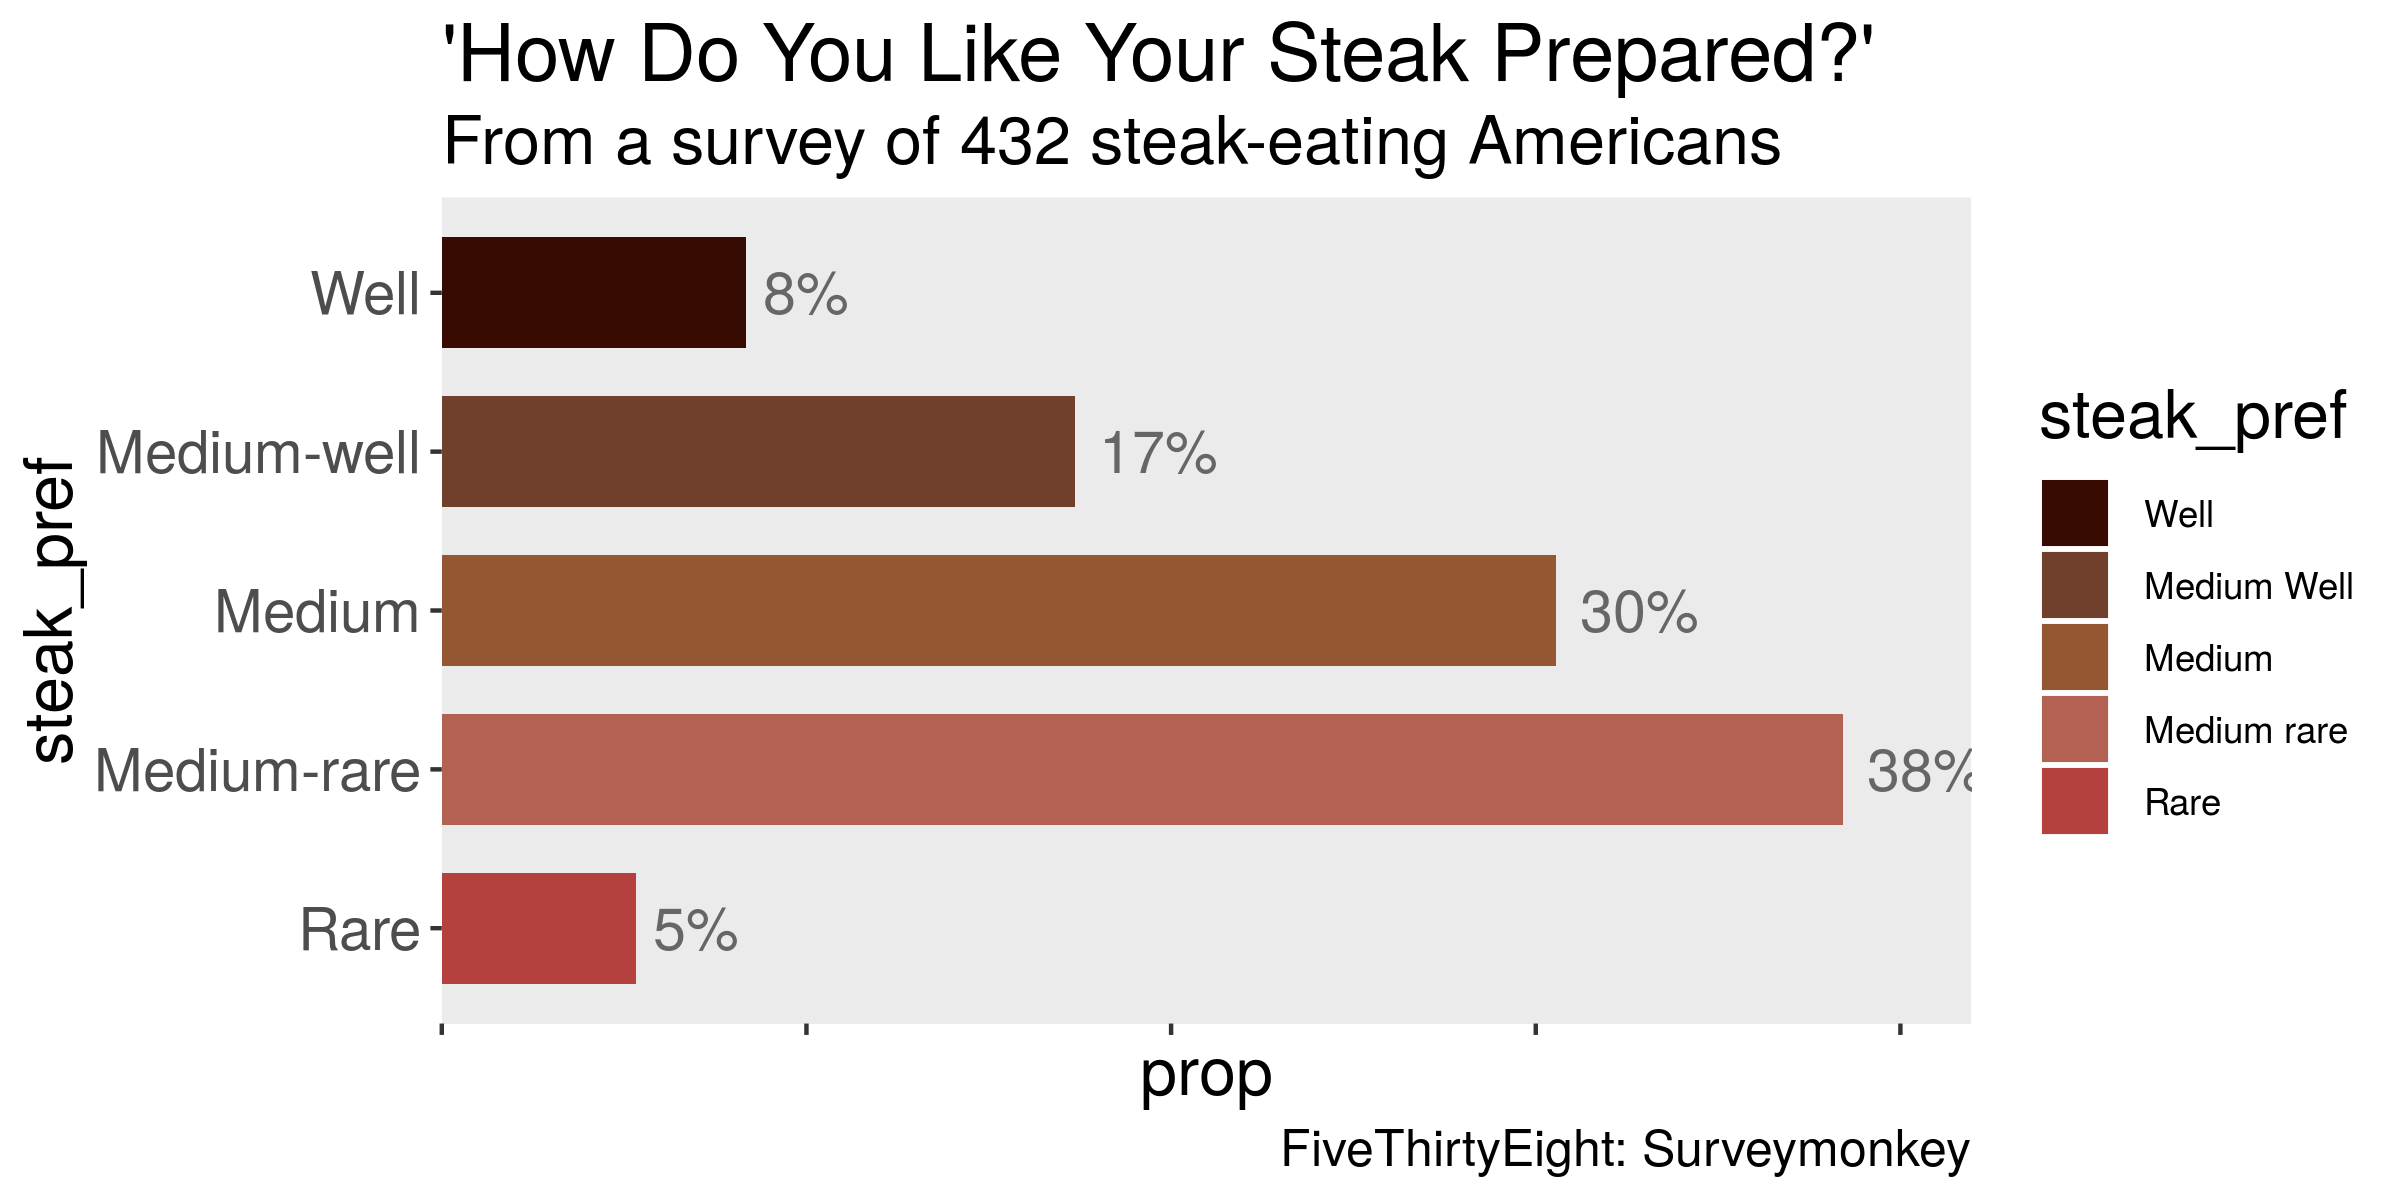 'How Do You Like Your Steak Prepared?'
From a survey of 432 steak-eating Americans
steak_pref
Well
8%
Medium-well
17%
Medium
30%
Medium-rare
38%
Rare
5%
prop
steak_pref
Well
Medium Well
Medium
Medium rare
Rare
FiveThirtyEight: Surveymonkey